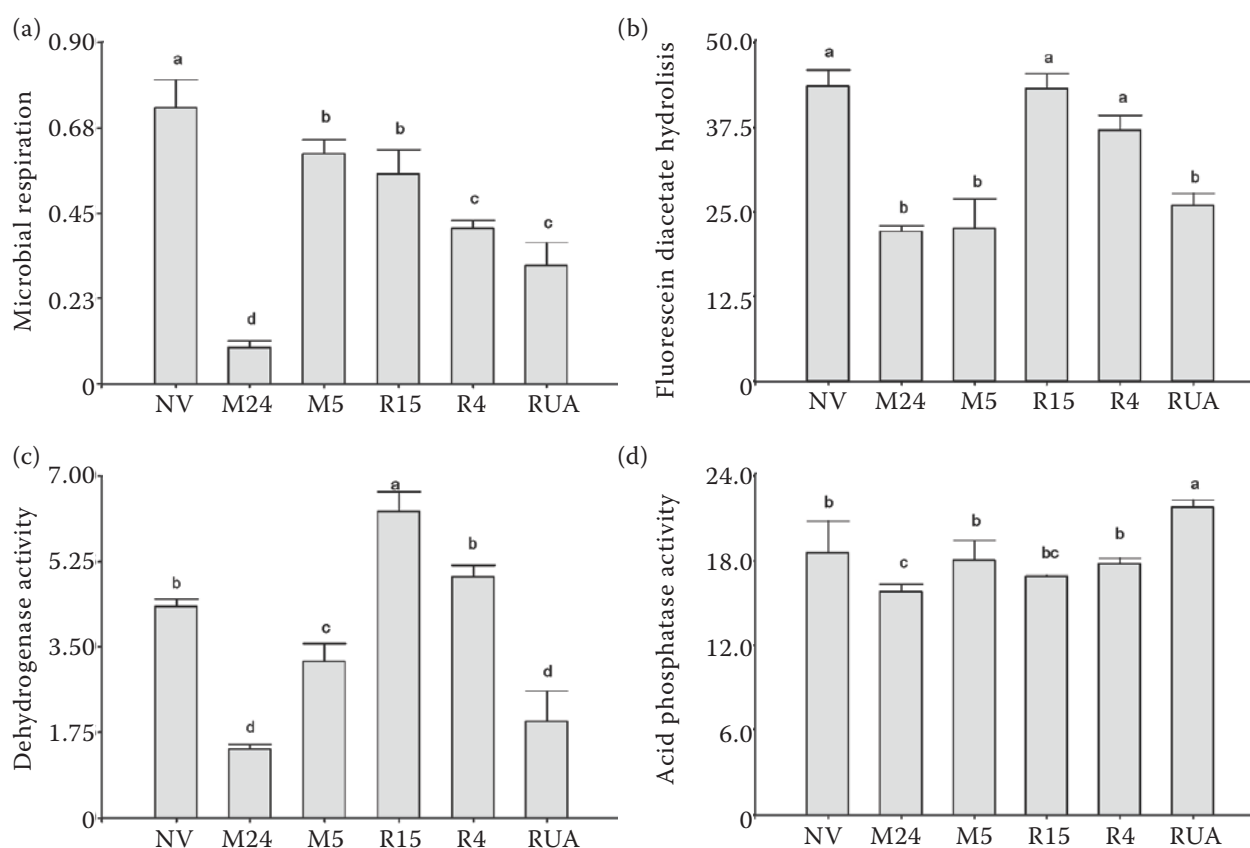 (a)
Microbial respiration
0.90
0.68
0.45
0.23
0
a
d
b
b
c
c
NV M24 M5 R15 R4 RUA
(b)
Fluorescein diacetate hydrolisis
50.0
37.5
25.0
12.5
0
a
b
b
a
a
b
NV M24 M5 R15 R4 RUA
(c)
Dehydrogenase activity
7.00
5.25
3.50
1.75
0
b
d
c
a
b
d
NV M24 M5 R15 R4 RUA
(d)
Acid phosphatase activity
24.0
18.0
12.0
6.0
0
b
c
b
bc
b
a
NV M24 M5 R15 R4 RUA